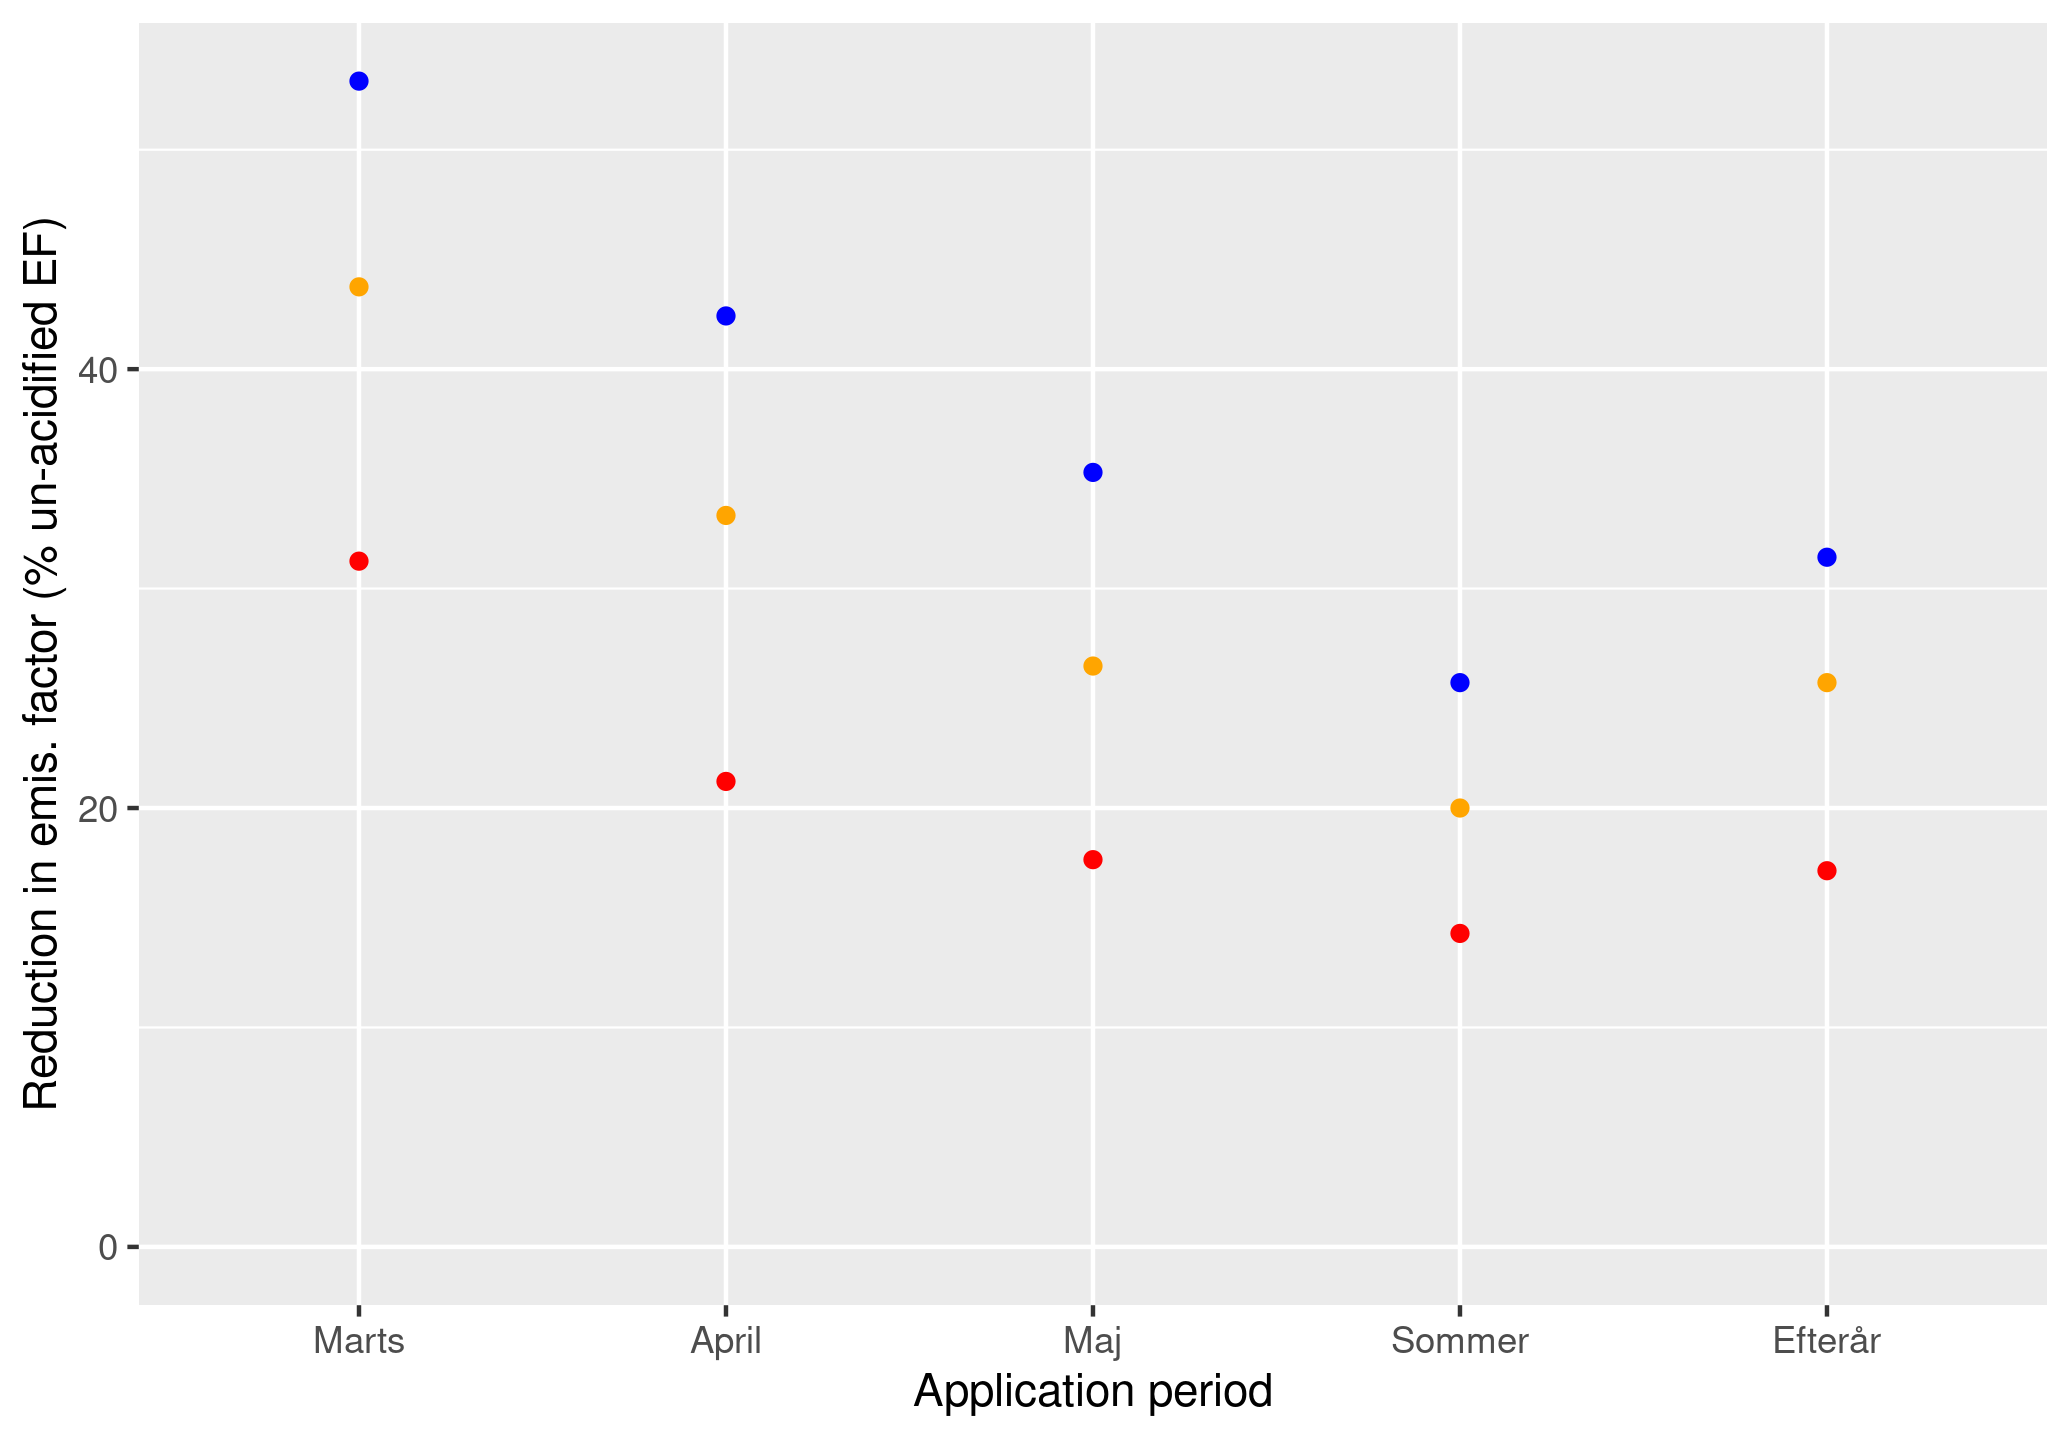 Reduction in emis. factor (% un-acidified EF)
40
20
0
Marts April Maj Sommer Efterår
Application period